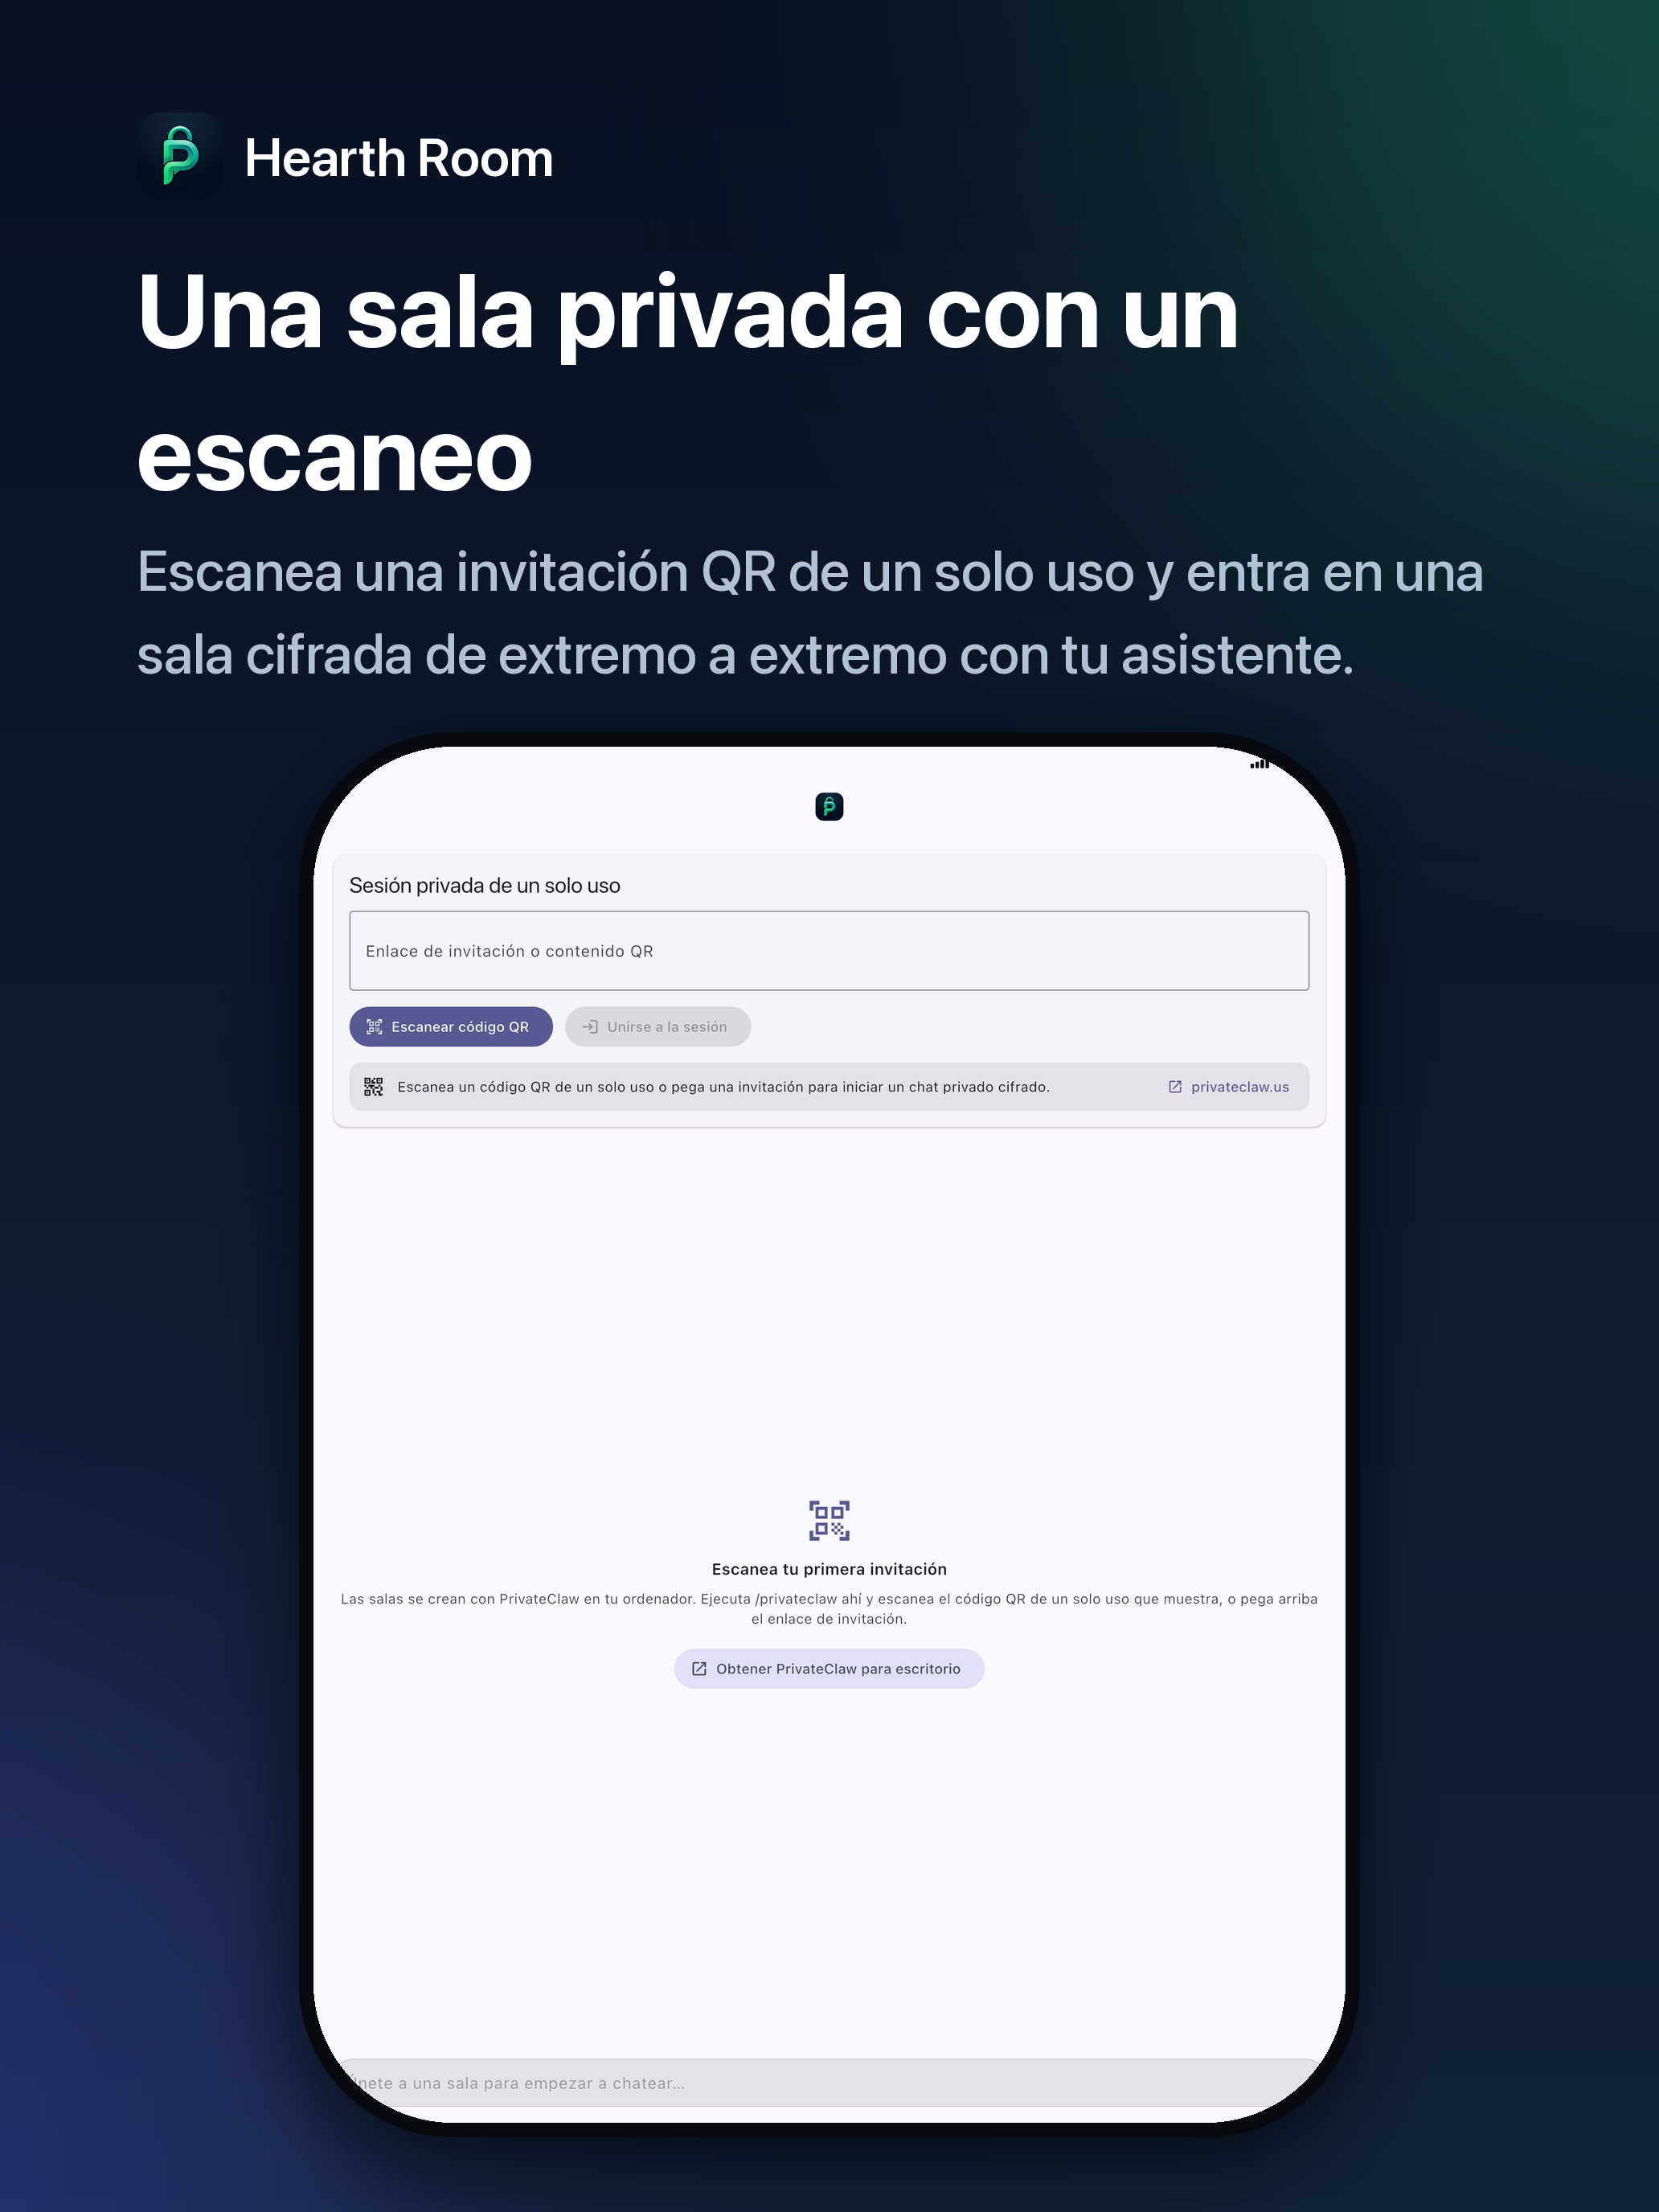 Hearth Room
Una sala privada con un
escaneo
Escanea una invitación QR de un solo uso y entra en una
sala cifrada de extremo a extremo con tu asistente.
Sesión privada de un solo uso
Enlace de invitación o contenido QR
Escanear código QR
Unirse a la sesión
Escanea un código QR de un solo uso o pega una invitación para iniciar un chat privado cifrado.
privateclaw.us
Escanea tu primera invitación
Las salas se crean con PrivateClaw en tu ordenador. Ejecuta /privateclaw ahí y escanea el código QR de un solo uso que muestra, o pega arriba
el enlace de invitación.
Obtener PrivateClaw para escritorio
Únete a una sala para empezar a chatear...